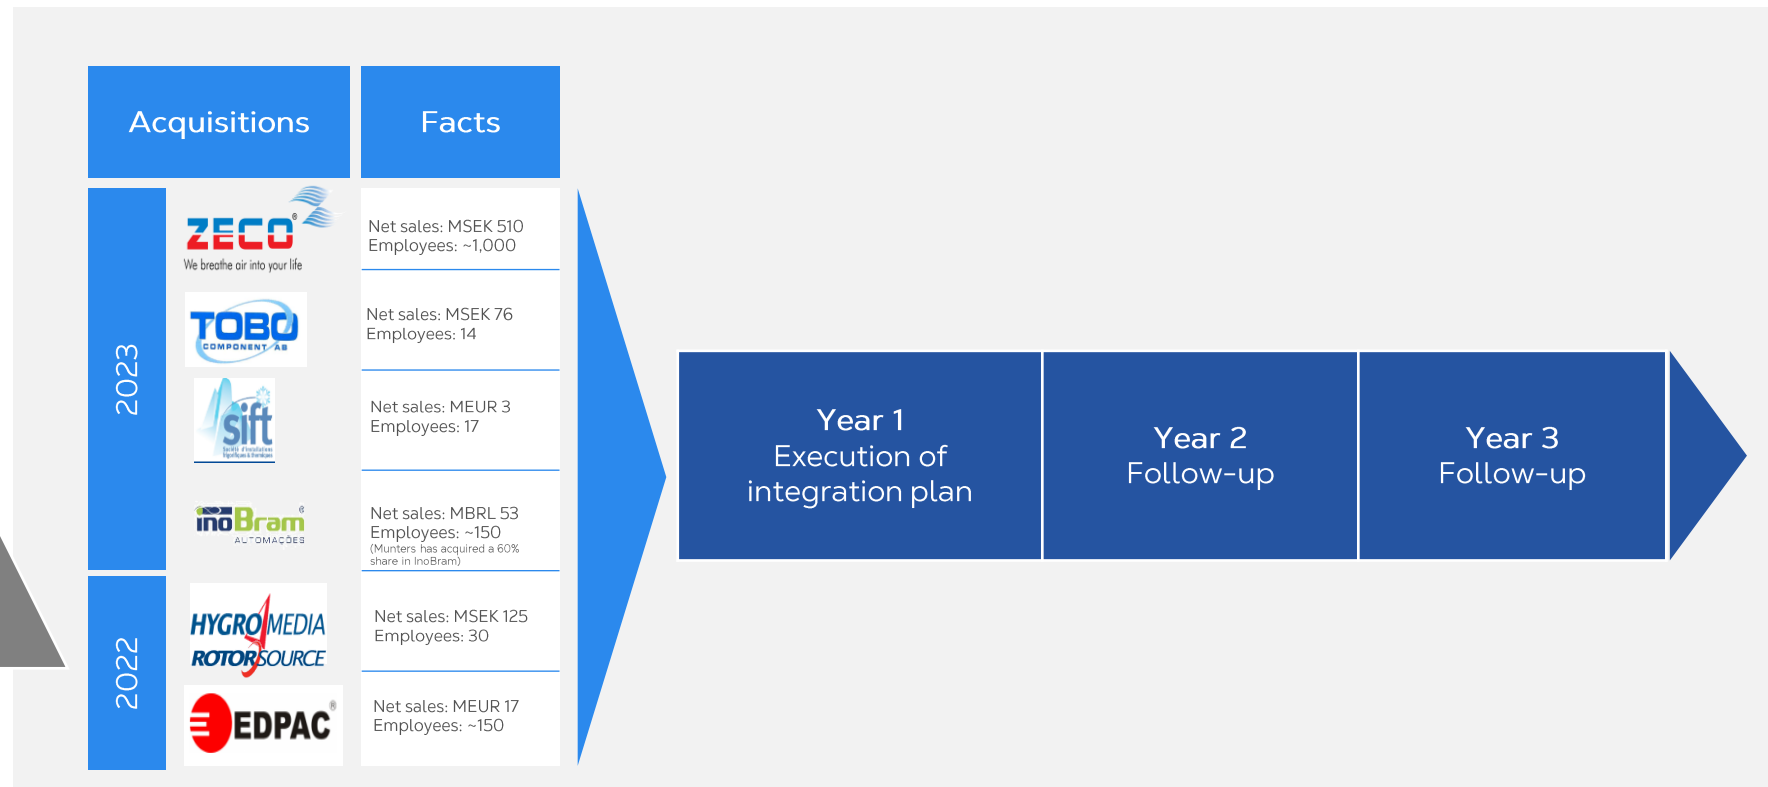 Acquisitions
Facts
2023
ZECO®
We breathe air into your life
Net sales: MSEK 510
Employees: ~1,000
TOBO
COMPONENT AB
Net sales: MSEK 76
Employees: 14
sift
Société d'Installations
frigorifiques & thermiques
Net sales: MEUR 3
Employees: 17
inoBram®
AUTOMAÇÕES
Net sales: MBRL 53
Employees: ~150
(Munters has acquired a 60%
share in InoBram)
2022
HYGROMEDIA
ROTORSOURCE
Net sales: MSEK 125
Employees: 30
EDPAC®
Net sales: MEUR 17
Employees: ~150
Year 1
Execution of
integration plan
Year 2
Follow-up
Year 3
Follow-up